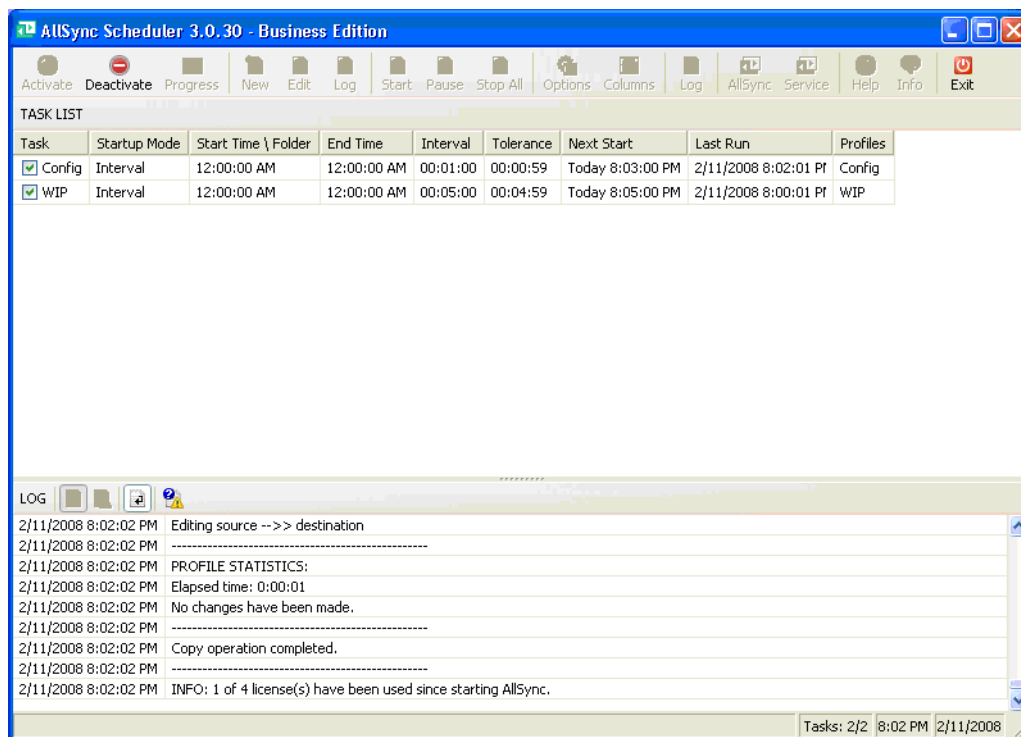 AllSync Scheduler 3.0.30 - Business Edition
Activate Deactivate Progress New Edit Log Start Pause Stop All Options Columns Log AllSync Service Help Info Exit
TASK LIST
Task Startup Mode Start Time \ Folder End Time Interval Tolerance Next Start Last Run Profiles
Config Interval 12:00:00 AM 12:00:00 AM 00:01:00 00:00:59 Today 8:03:00 PM 2/11/2008 8:02:01 PM Config
WIP Interval 12:00:00 AM 12:00:00 AM 00:05:00 00:04:59 Today 8:05:00 PM 2/11/2008 8:00:01 PM WIP
LOG
2/11/2008 8:02:02 PM Editing source -->> destination
2/11/2008 8:02:02 PM --------------------------------------------------
2/11/2008 8:02:02 PM PROFILE STATISTICS:
2/11/2008 8:02:02 PM Elapsed time: 0:00:01
2/11/2008 8:02:02 PM No changes have been made.
2/11/2008 8:02:02 PM --------------------------------------------------
2/11/2008 8:02:02 PM Copy operation completed.
2/11/2008 8:02:02 PM --------------------------------------------------
2/11/2008 8:02:02 PM INFO: 1 of 4 license(s) have been used since starting AllSync.
Tasks: 2/2 8:02 PM 2/11/2008